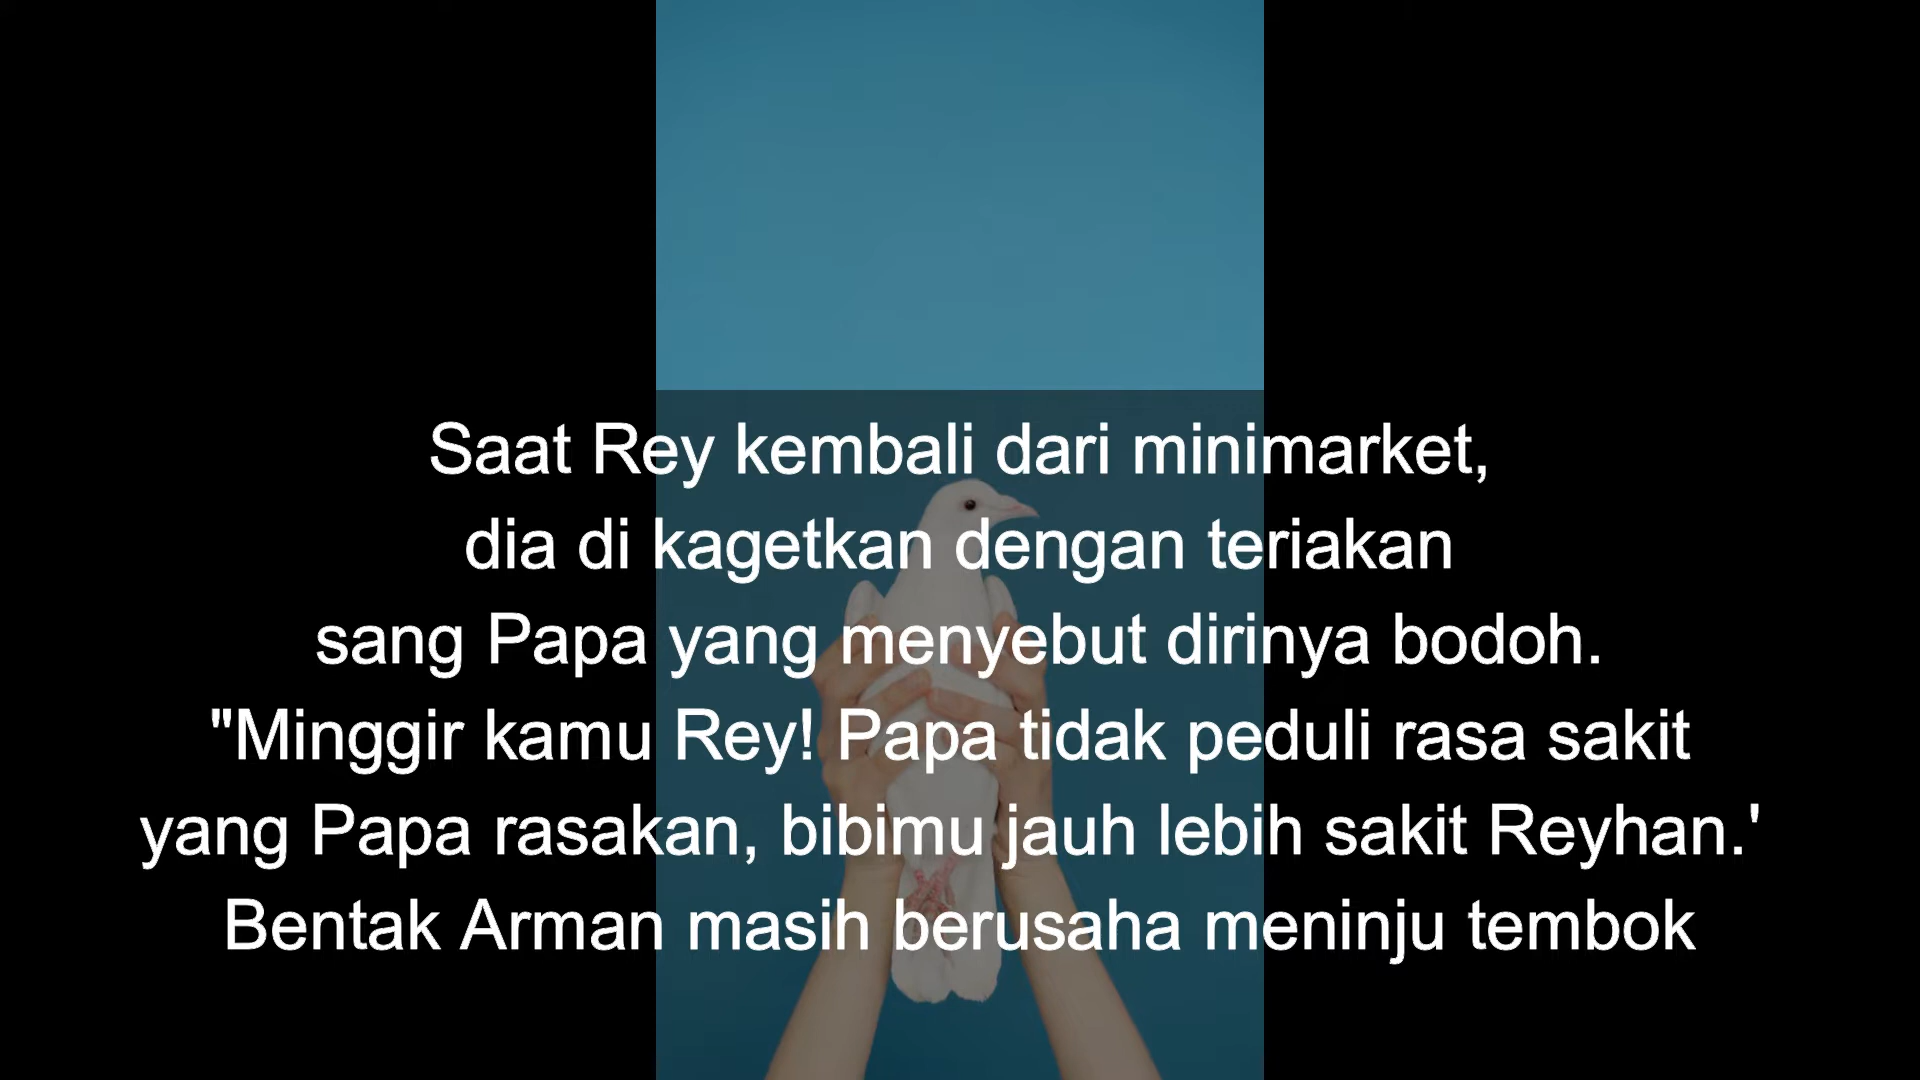 Saat Rey kembali dari minimarket,
dia di kagetkan dengan teriakan
sang Papa yang menyebut dirinya bodoh.
"Minggir kamu Rey! Papa tidak peduli rasa sakit
yang Papa rasakan, bibimu jauh lebih sakit Reyhan.'
Bentak Arman masih berusaha meninju tembok